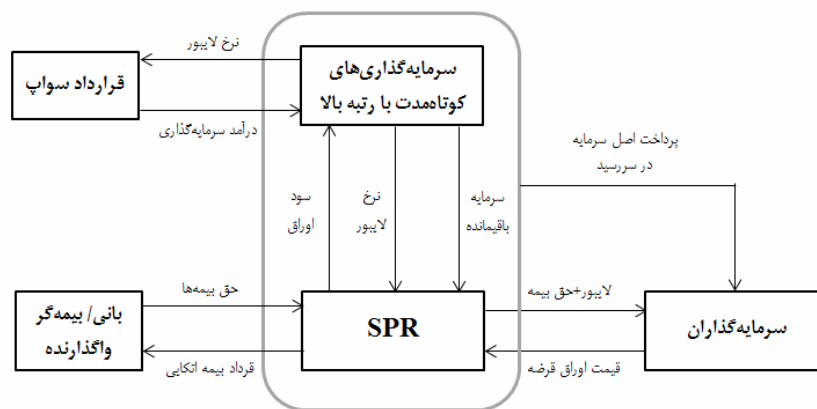 نرخ لایبور
قرارداد سواپ
سرمایه‌گذاری‌های
کوتاه‌مدت با رتبه بالا
درآمد سرمایه‌گذاری
پرداخت اصل سرمایه
در سررسید
سود
اوراق
نرخ
لایبور
سرمایه
باقیمانده
حق بیمه‌ها
بانی/ بیمه‌گر
واگذارنده
قرداد بیمه اتکایی
SPR
لایبور+حق بیمه
سرمایه‌گذاران
قیمت اوراق قرضه